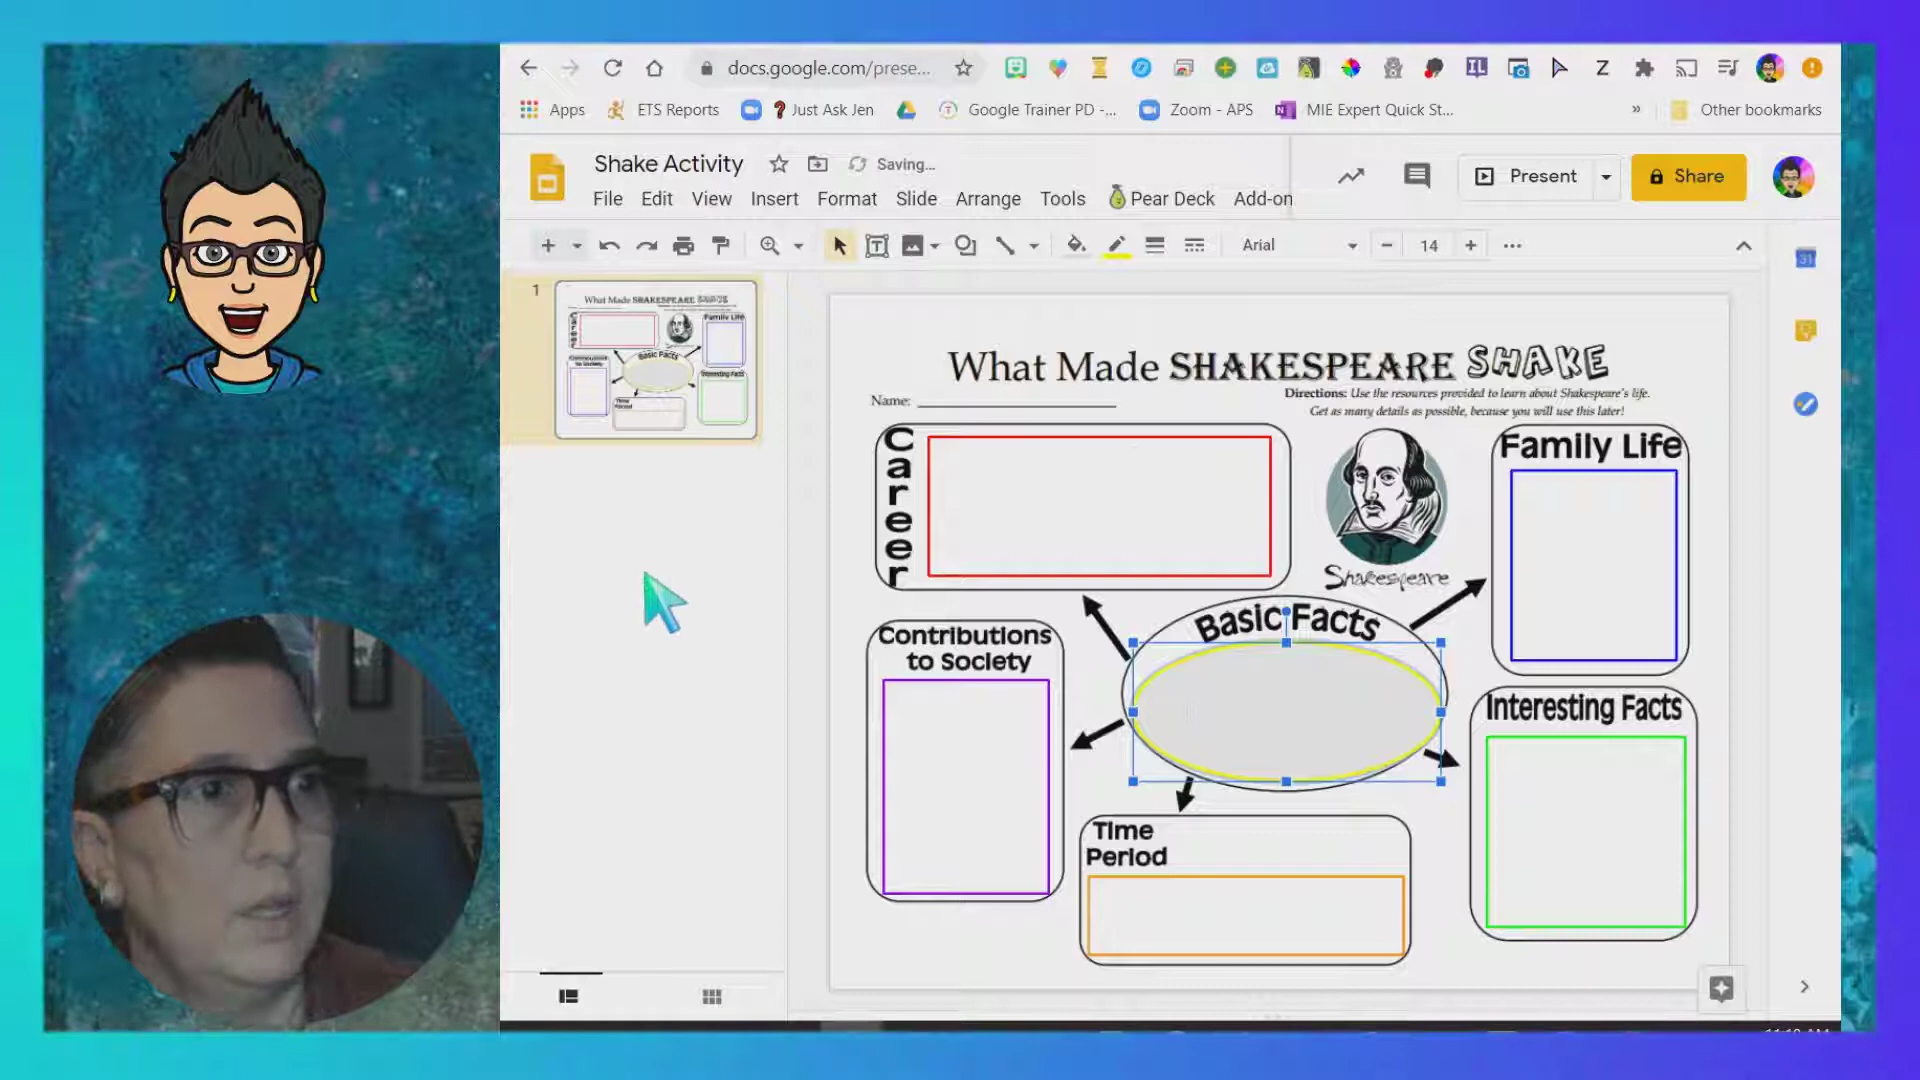 docs.google.com/prese...
Apps ETS Reports Just Ask Jen Google Trainer PD -... Zoom - APS MIE Expert Quick St... » Other bookmarks
Shake Activity Saving...
File Edit View Insert Format Slide Arrange Tools Pear Deck Add-on
Present Share
Arial 14
1
What Made SHAKESPEARE SHAKE
Name:
Directions: Use the resources provided to learn about Shakespeare's life.
Get as many details as possible, because you will use this later!
Career
Family Life
Shakespeare
Basic Facts
Contributions
to Society
Interesting Facts
Time
Period